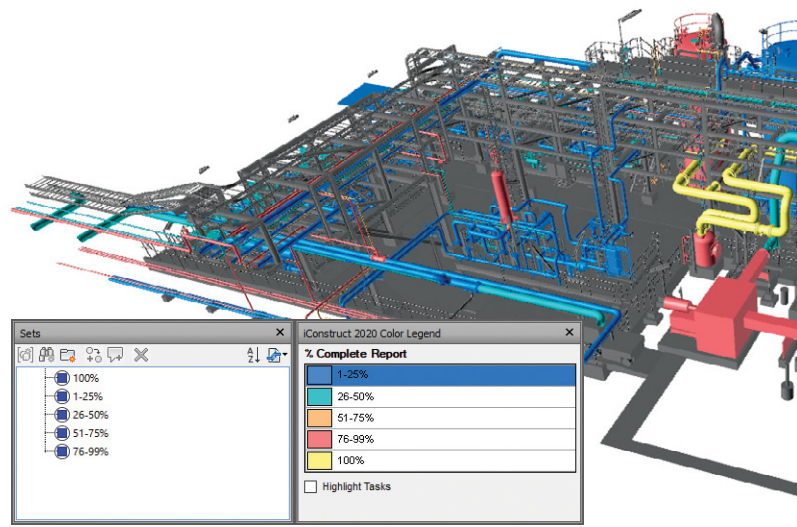 Sets
100%
1-25%
26-50%
51-75%
76-99%
iConstruct 2020 Color Legend
% Complete Report
1-25%
26-50%
51-75%
76-99%
100%
Highlight Tasks